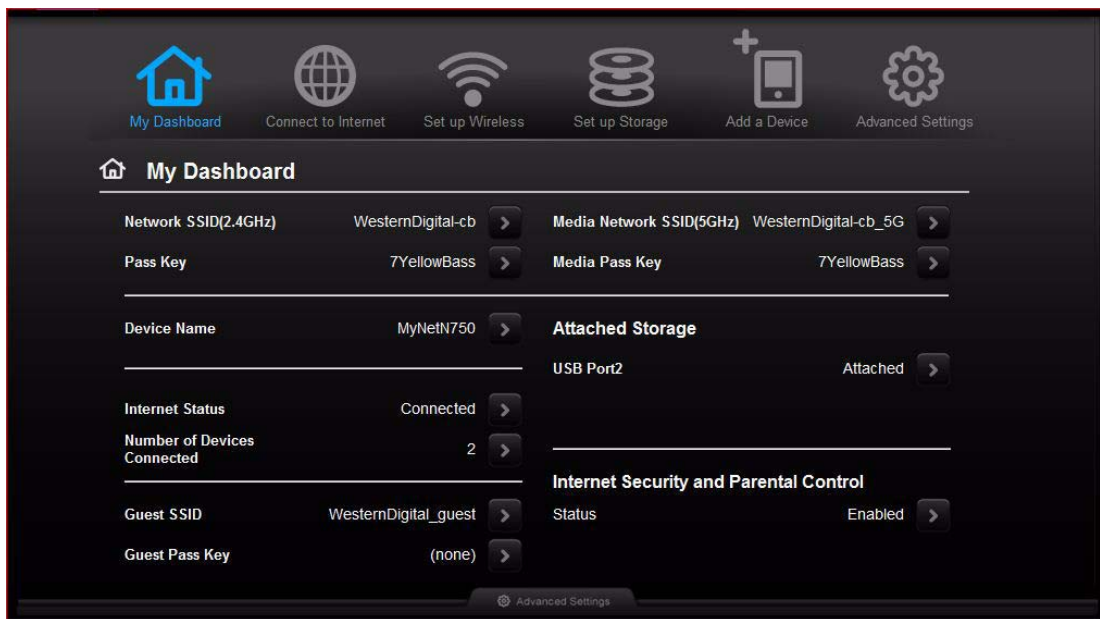 My Dashboard Connect to Internet Set up Wireless Set up Storage Add a Device Advanced Settings
My Dashboard
Network SSID(2.4GHz) WesternDigital-cb
Pass Key 7YellowBass
Media Network SSID(5GHz) WesternDigital-cb_5G
Media Pass Key 7YellowBass
Device Name MyNetN750
Internet Status Connected
Number of Devices
Connected 2
Guest SSID WesternDigital_guest
Guest Pass Key (none)
Attached Storage
USB Port2 Attached
Internet Security and Parental Control
Status Enabled
Advanced Settings